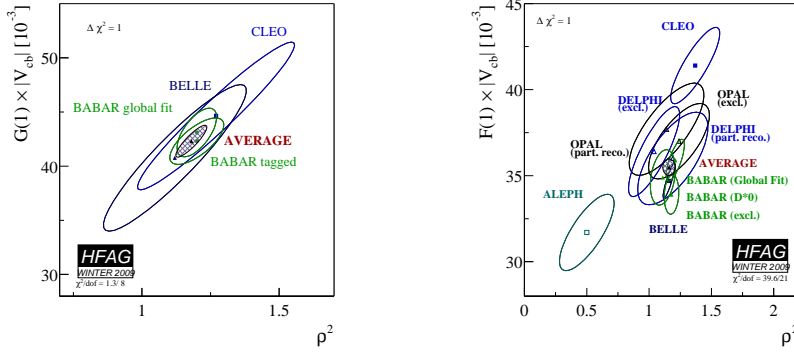 G(1) × |V_cb| [10⁻³]
Δ χ² = 1
CLEO
BELLE
BABAR global fit
AVERAGE
BABAR tagged
50
40
30
HFAG
WINTER 2009
χ²/dof = 1.3/ 8
1
1.5
ρ²
F(1) × |V_cb| [10⁻³]
Δ χ² = 1
CLEO
OPAL
(excl.)
DELPHI
(excl.)
DELPHI
(part. reco.)
OPAL
(part. reco.)
AVERAGE
BABAR (Global Fit)
ALEPH
BABAR (D*0)
BABAR (excl.)
BELLE
45
40
35
30
HFAG
WINTER 2009
χ²/dof = 39.6/21
0
0.5
1
1.5
2
ρ²